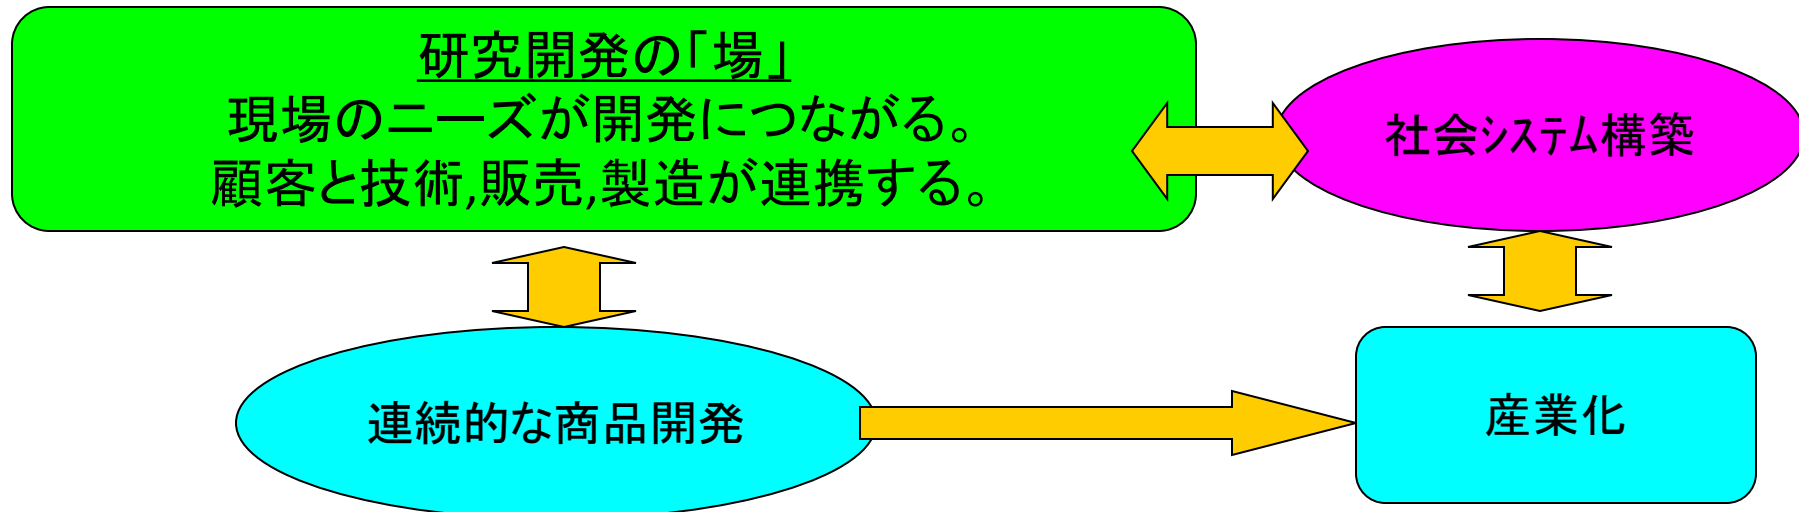 研究開発の「場」
現場のニーズが開発につながる。
顧客と技術,販売,製造が連携する。
社会ｼｽﾃﾑ構築
連続的な商品開発
産業化